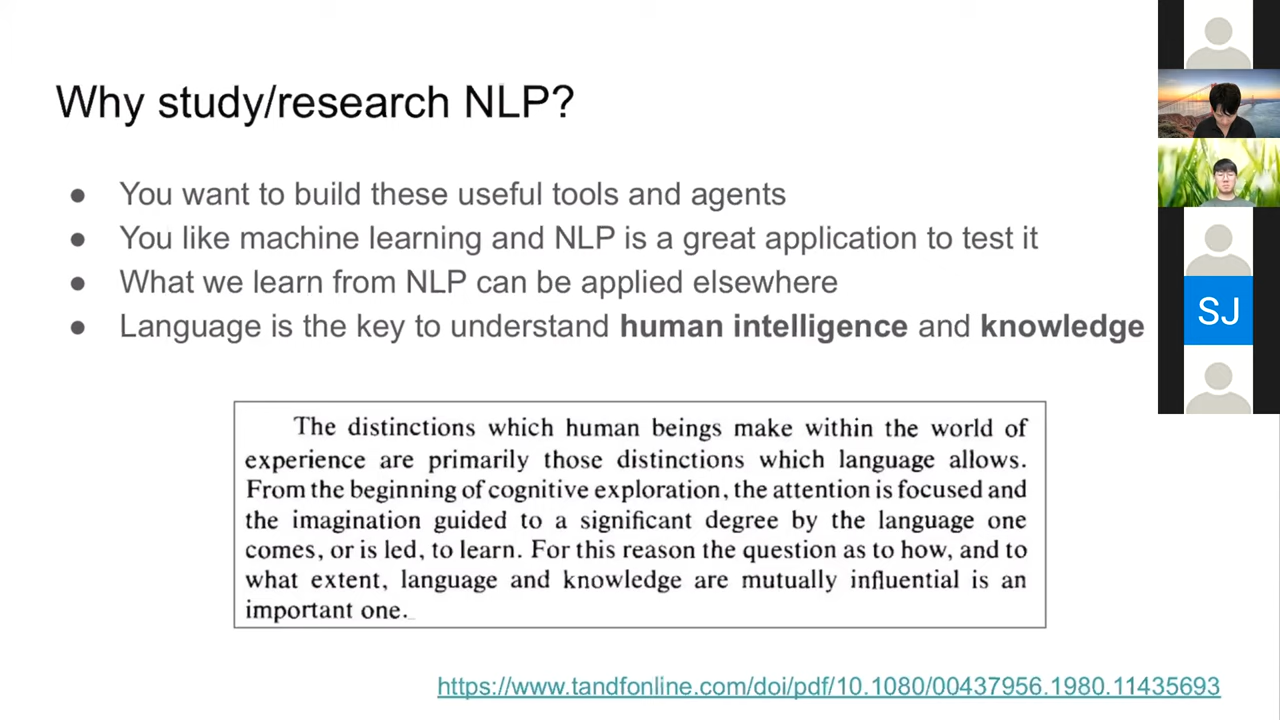 Why study/research NLP?
● You want to build these useful tools and agents
● You like machine learning and NLP is a great application to test it
● What we learn from NLP can be applied elsewhere
● Language is the key to understand human intelligence and knowledge
SJ
The distinctions which human beings make within the world of
experience are primarily those distinctions which language allows.
From the beginning of cognitive exploration, the attention is focused and
the imagination guided to a significant degree by the language one
comes, or is led, to learn. For this reason the question as to how, and to
what extent, language and knowledge are mutually influential is an
important one.
https://www.tandfonline.com/doi/pdf/10.1080/00437956.1980.11435693